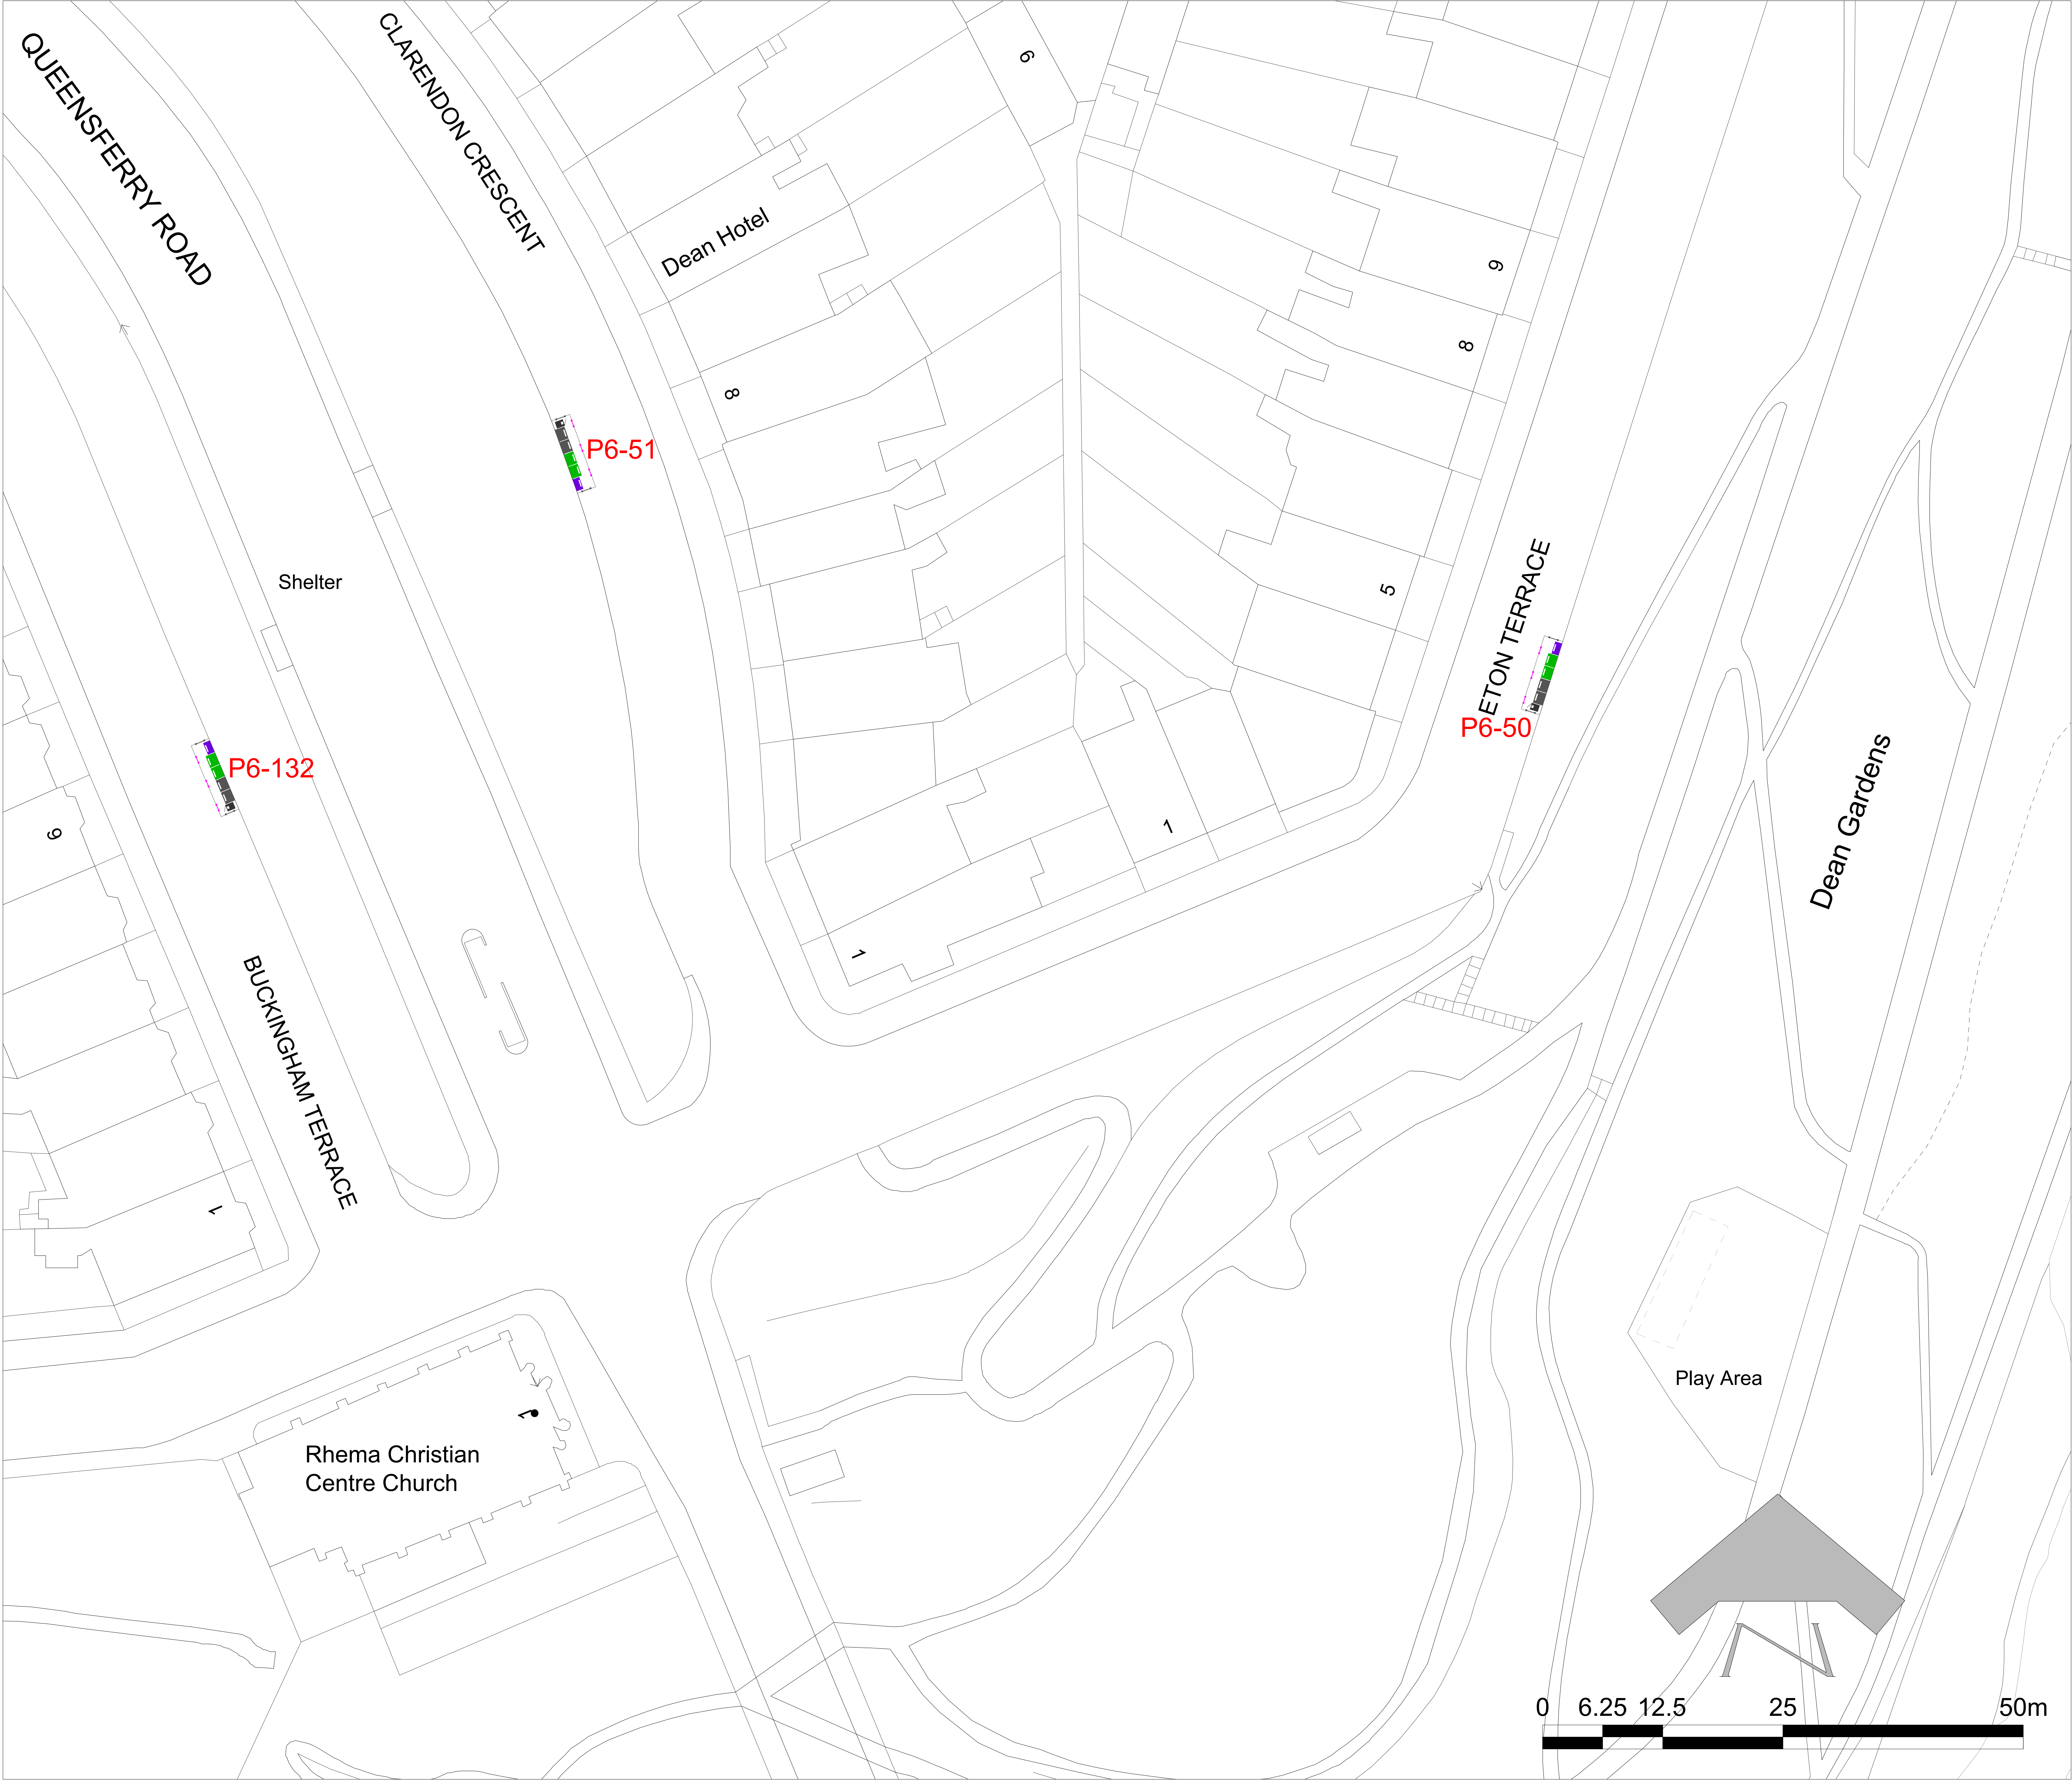 QUEENSFERRY ROAD
CLARENDON CRESCENT
6
Dean Hotel
9
8
8
P6-51
Shelter
5
ETON TERRACE
P6-50
P6-132
9
1
Dean Gardens
1
BUCKINGHAM TERRACE
1
Play Area
1
Rhema Christian
Centre Church
N
0 6.25 12.5 25 50m